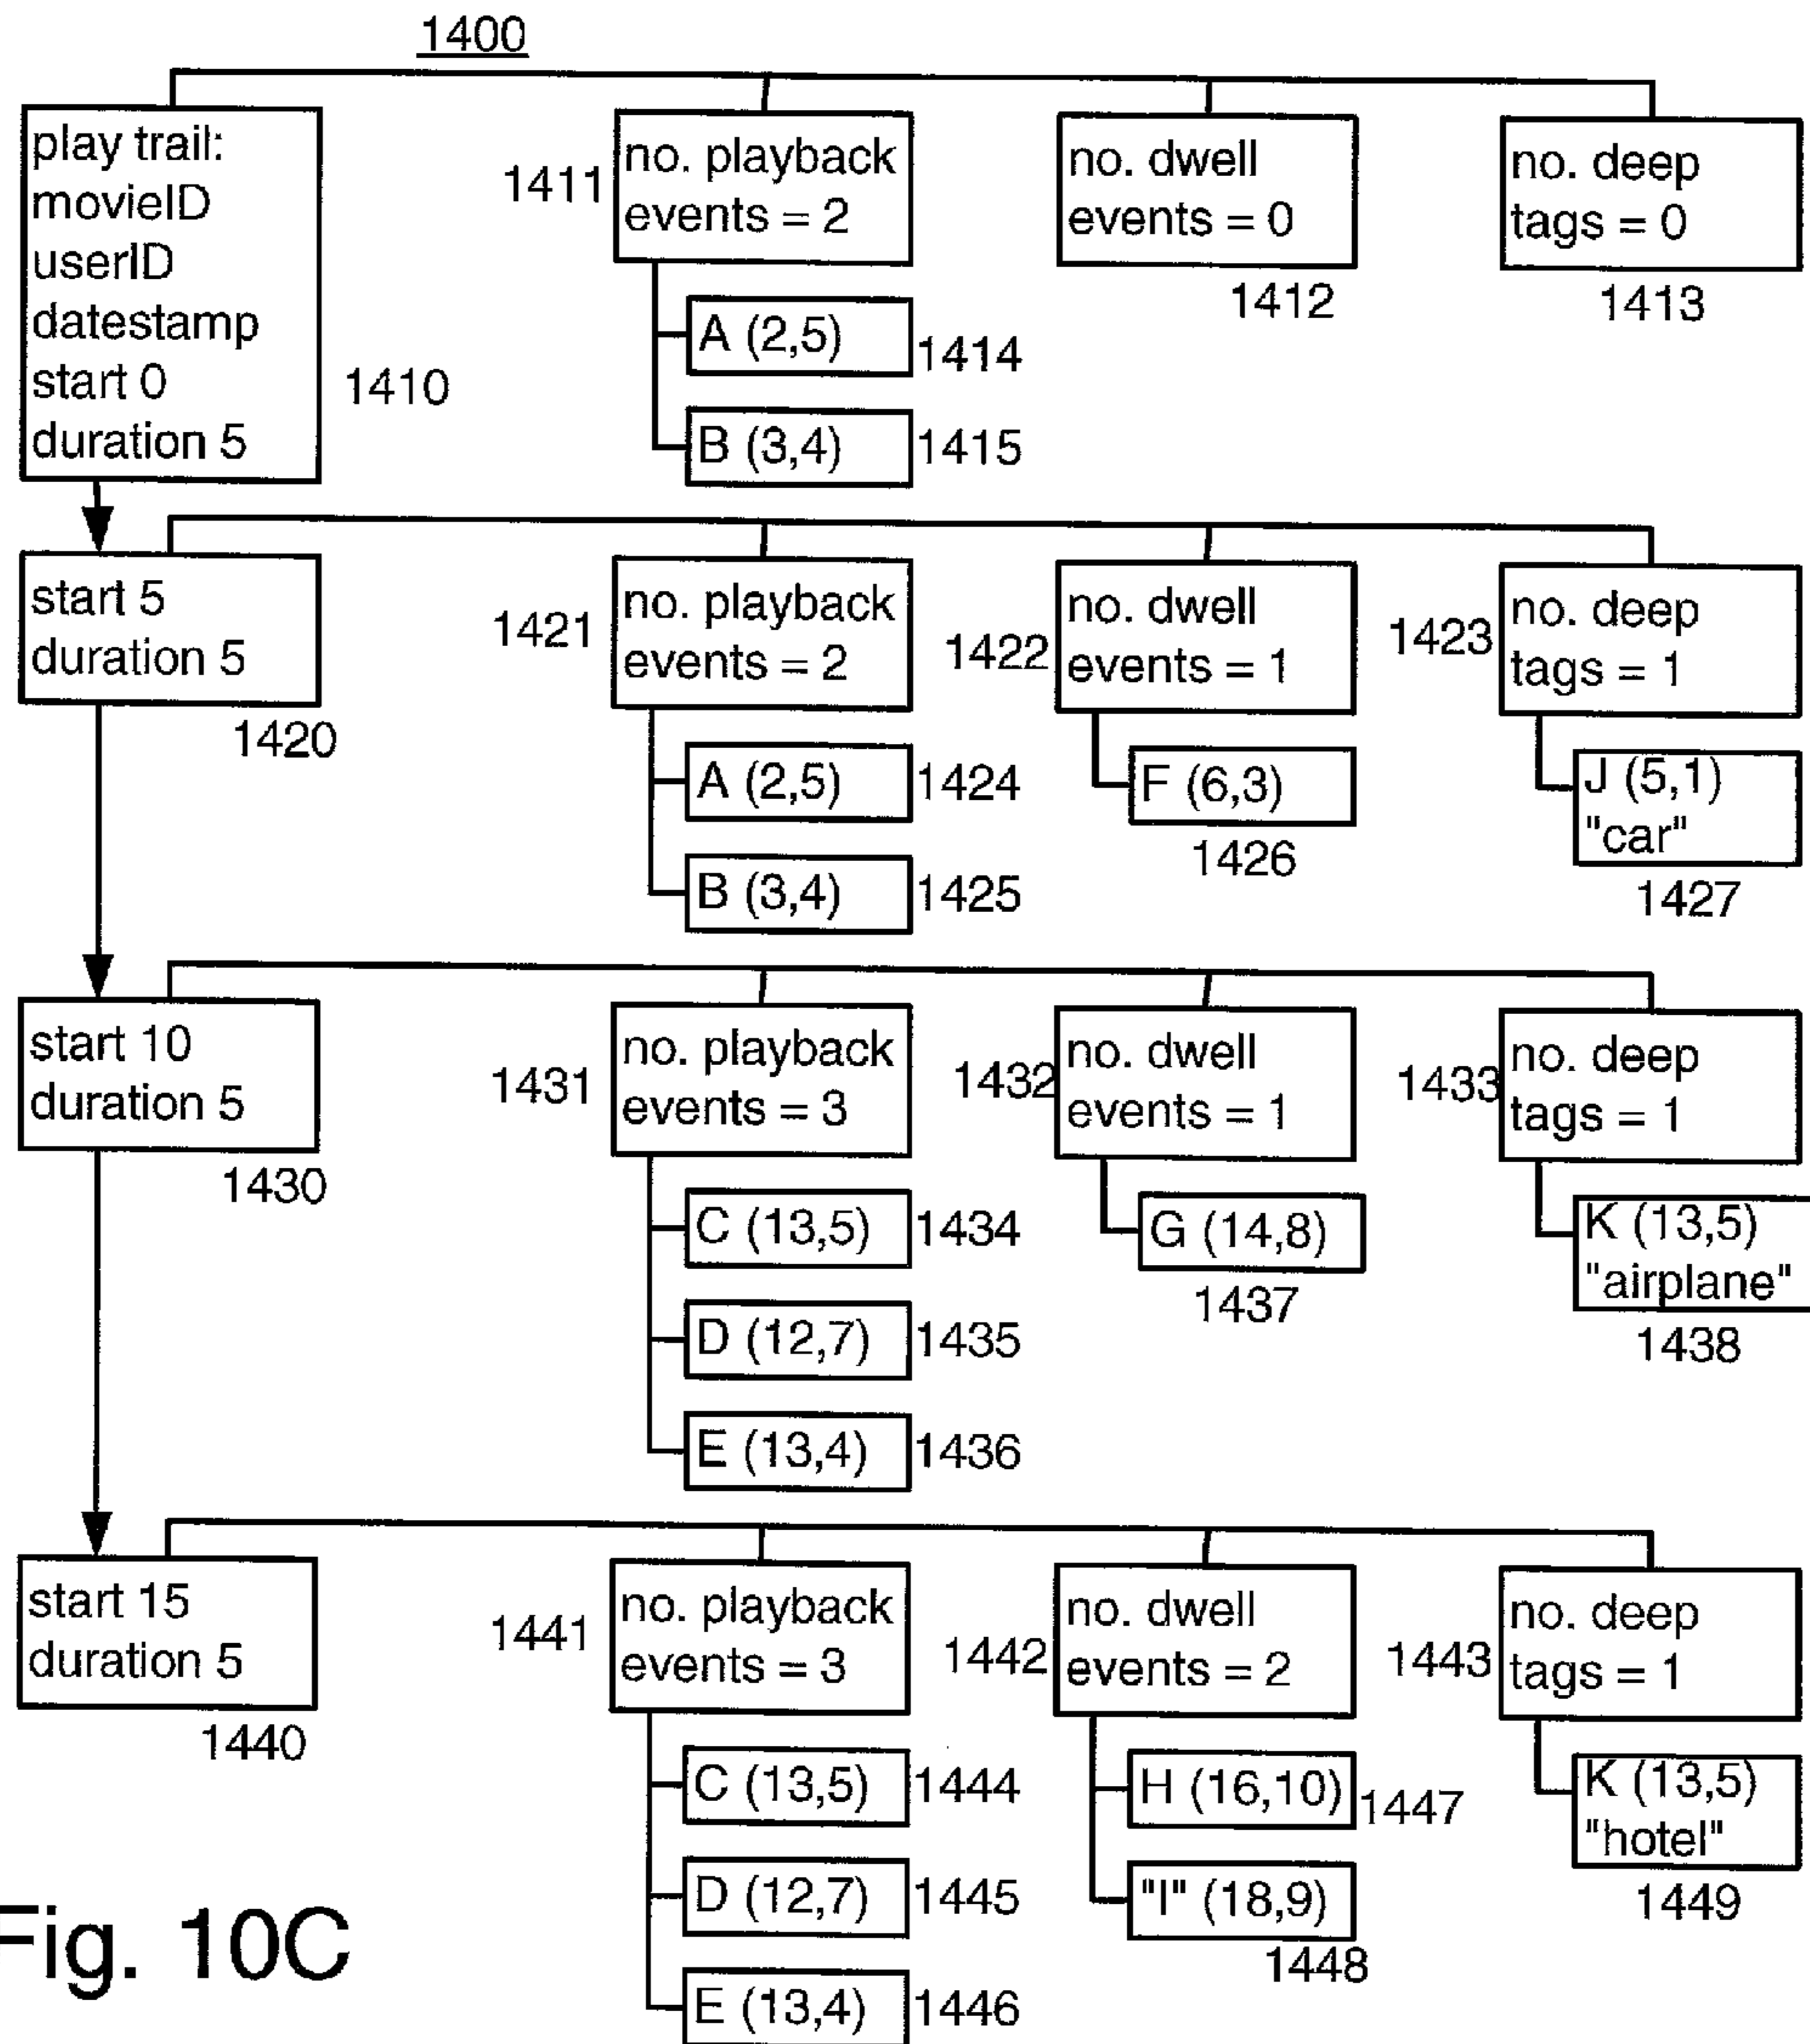 1400
play trail:
movieID
userID
datestamp
start 0
duration 5
1410
1411
no. playback
events = 2
A (2,5)
1414
B (3,4)
1415
no. dwell
events = 0
1412
no. deep
tags = 0
1413
start 5
duration 5
1420
1421
no. playback
events = 2
A (2,5)
1424
B (3,4)
1425
1422
no. dwell
events = 1
F (6,3)
1426
1423
no. deep
tags = 1
J (5,1)
"car"
1427
start 10
duration 5
1430
1431
no. playback
events = 3
C (13,5)
1434
D (12,7)
1435
E (13,4)
1436
1432
no. dwell
events = 1
G (14,8)
1437
1433
no. deep
tags = 1
K (13,5)
"airplane"
1438
start 15
duration 5
1440
1441
no. playback
events = 3
C (13,5)
1444
D (12,7)
1445
E (13,4)
1446
1442
no. dwell
events = 2
H (16,10)
1447
"I" (18,9)
1448
1443
no. deep
tags = 1
K (13,5)
"hotel"
1449
Fig. 10C